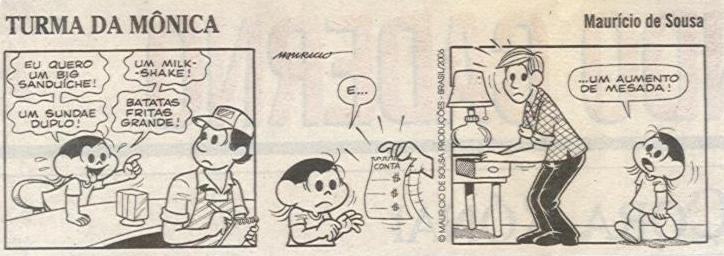 TURMA DA MÔNICA
Maurício de Sousa
EU QUERO
UM BIG
SANDUÍCHE!
UM MILK-
-SHAKE!
UM SUNDAE
DUPLO!
BATATAS
FRITAS
GRANDE!
MAURICIO
E...
CONTA
$
$
$
© MAURICIO DE SOUSA PRODUÇÕES - BRASIL/2006
...UM AUMENTO
DE MESADA!